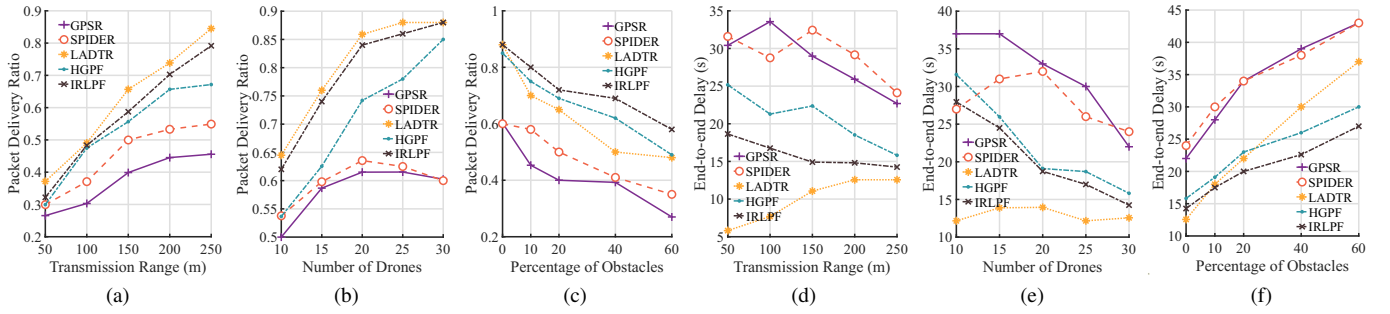 Packet Delivery Ratio
0.9
0.8
0.7
0.6
0.5
0.4
0.3
0.2
GPSR
SPIDER
LADTR
HGPF
IRLPF
50 100 150 200 250
Transmission Range (m)
(a)
Packet Delivery Ratio
0.9
0.85
0.8
0.75
0.7
0.65
0.6
0.55
0.5
GPSR
SPIDER
LADTR
HGPF
IRLPF
10 15 20 25 30
Number of Drones
(b)
Packet Delivery Ratio
1
0.8
0.6
0.4
0.2
GPSR
SPIDER
LADTR
HGPF
IRLPF
0 10 20 40 60
Percentage of Obstacles
(c)
End-to-end Delay (s)
35
30
25
20
15
10
5
GPSR
SPIDER
LADTR
HGPF
IRLPF
50 100 150 200 250
Transmission Range (m)
(d)
End-to-end Dalay (s)
40
35
30
25
20
15
10
GPSR
SPIDER
LADTR
HGPF
IRLPF
10 15 20 25 30
Number of Drones
(e)
End-to-end Delay (s)
45
40
35
30
25
20
15
10
GPSR
SPIDER
LADTR
HGPF
IRLPF
0 10 20 40 60
Percentage of Obstacles
(f)